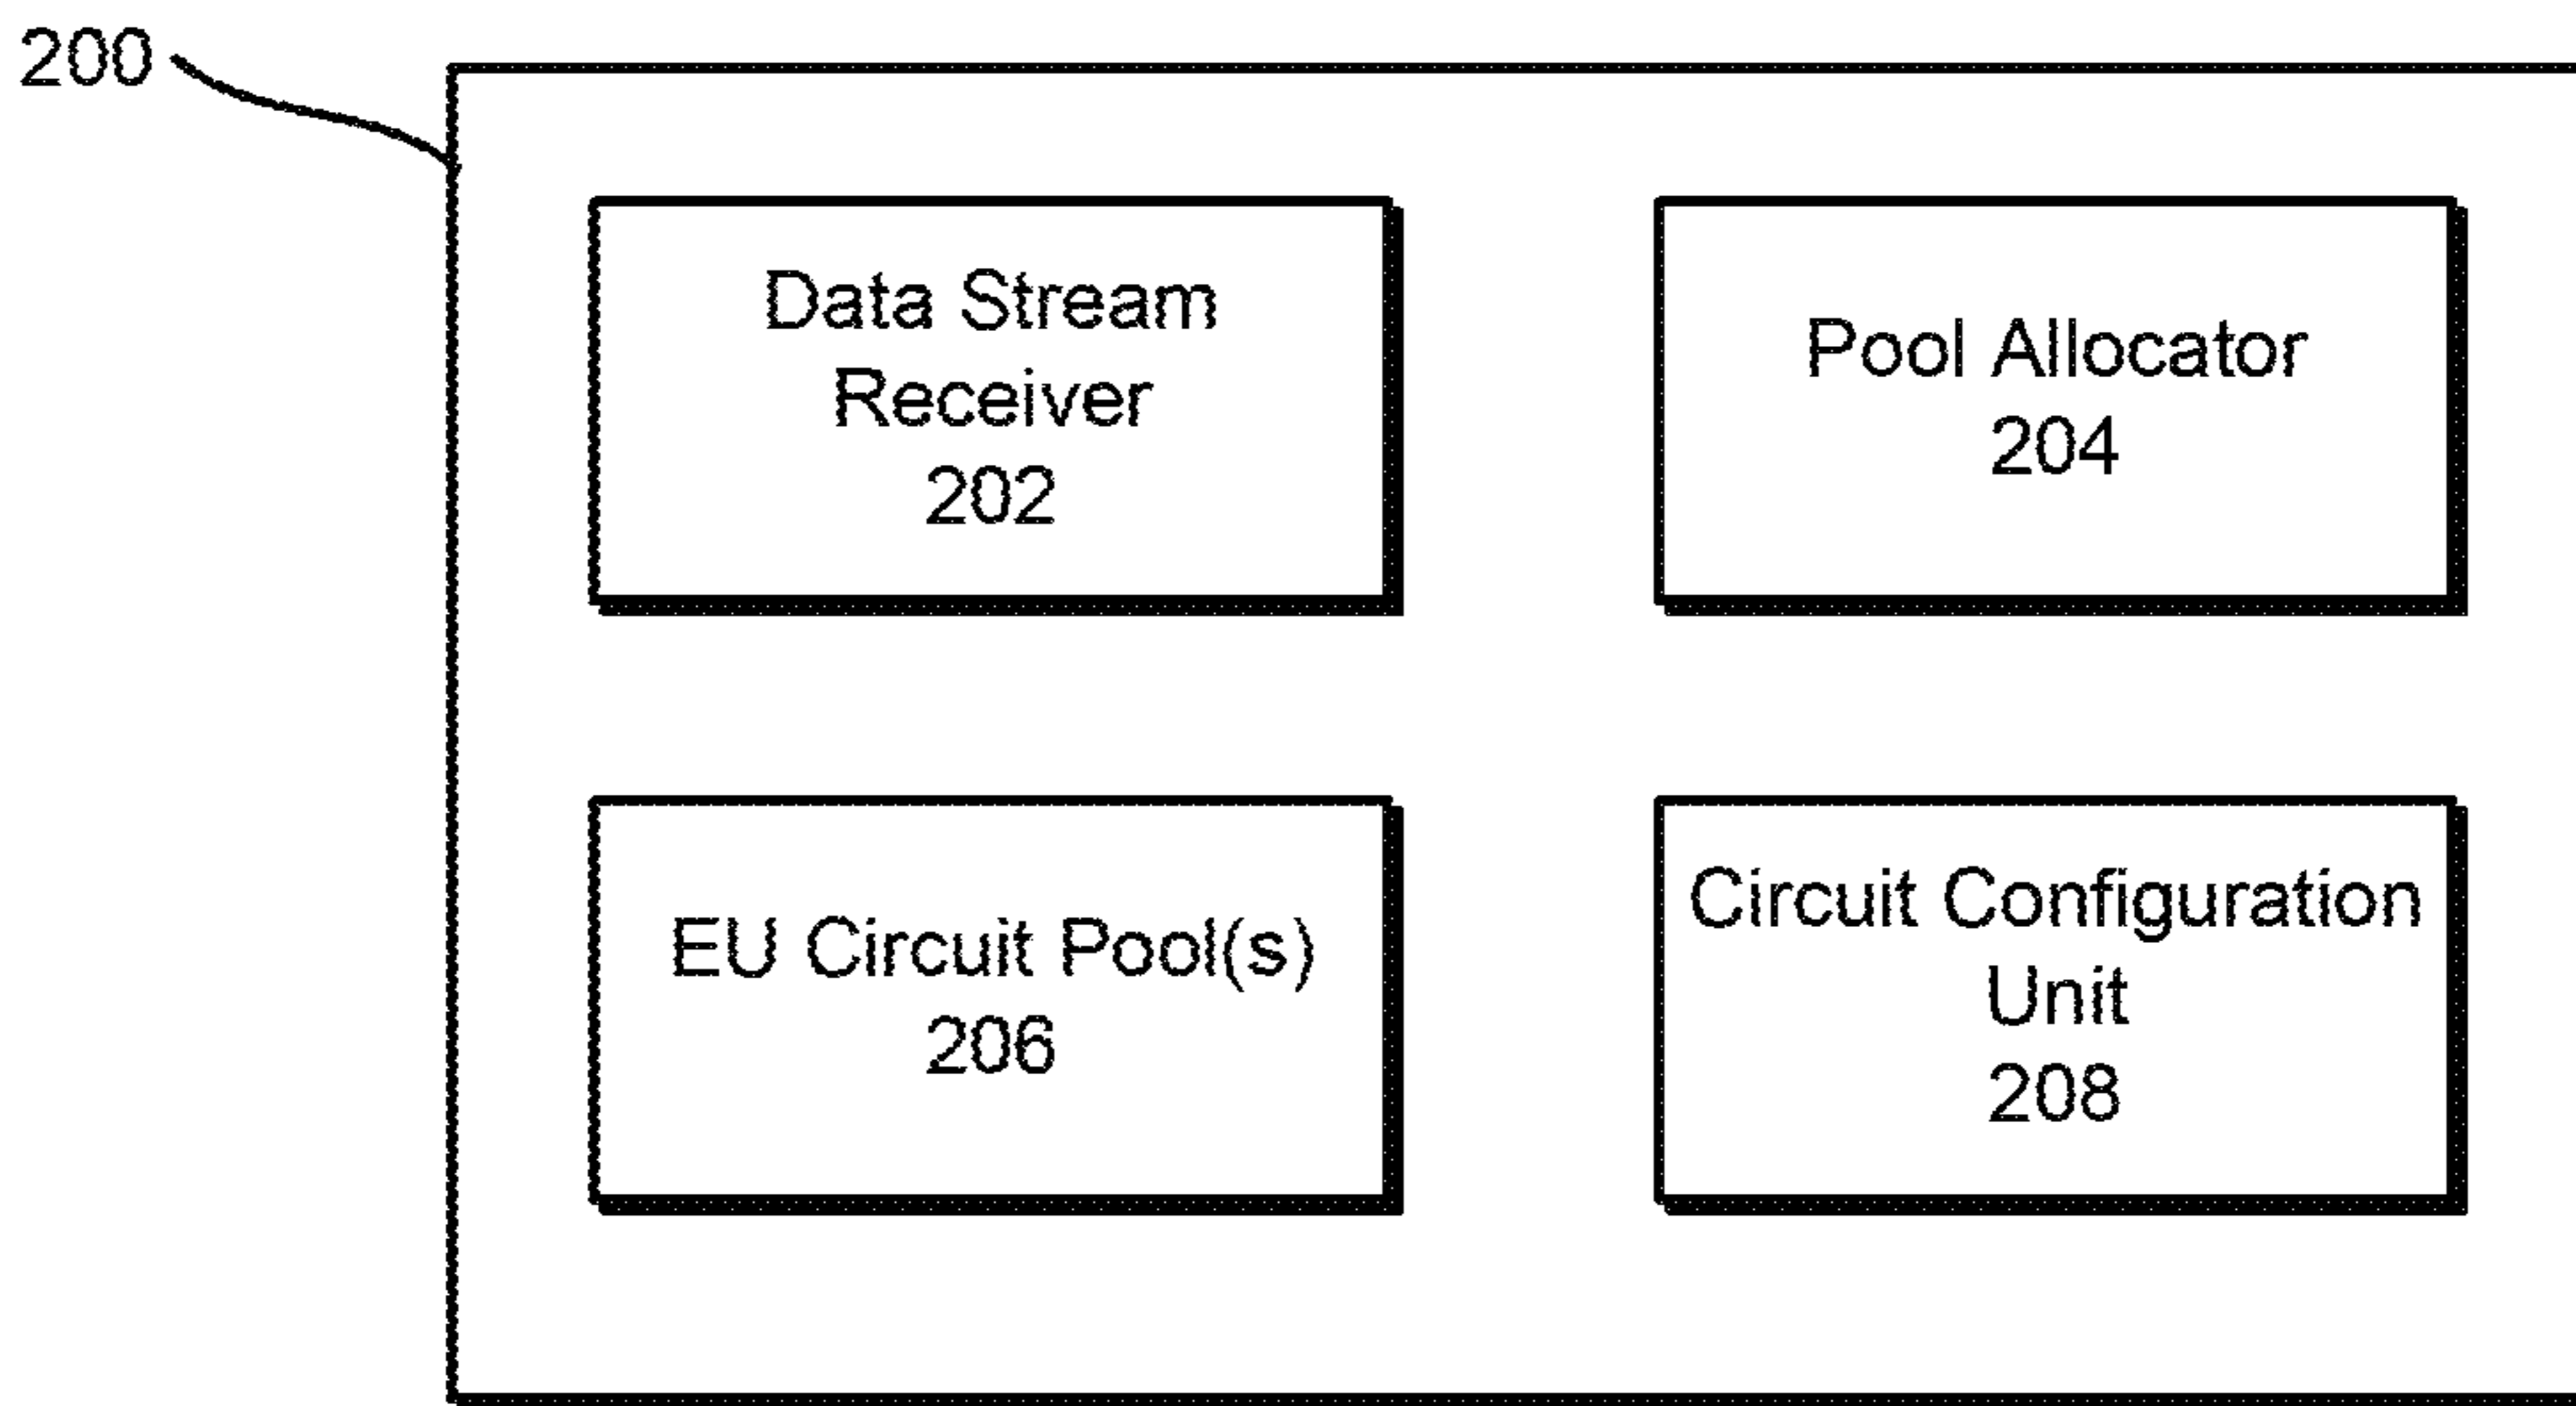 200
Data Stream
Receiver
202
Pool Allocator
204
EU Circuit Pool(s)
206
Circuit Configuration
Unit
208